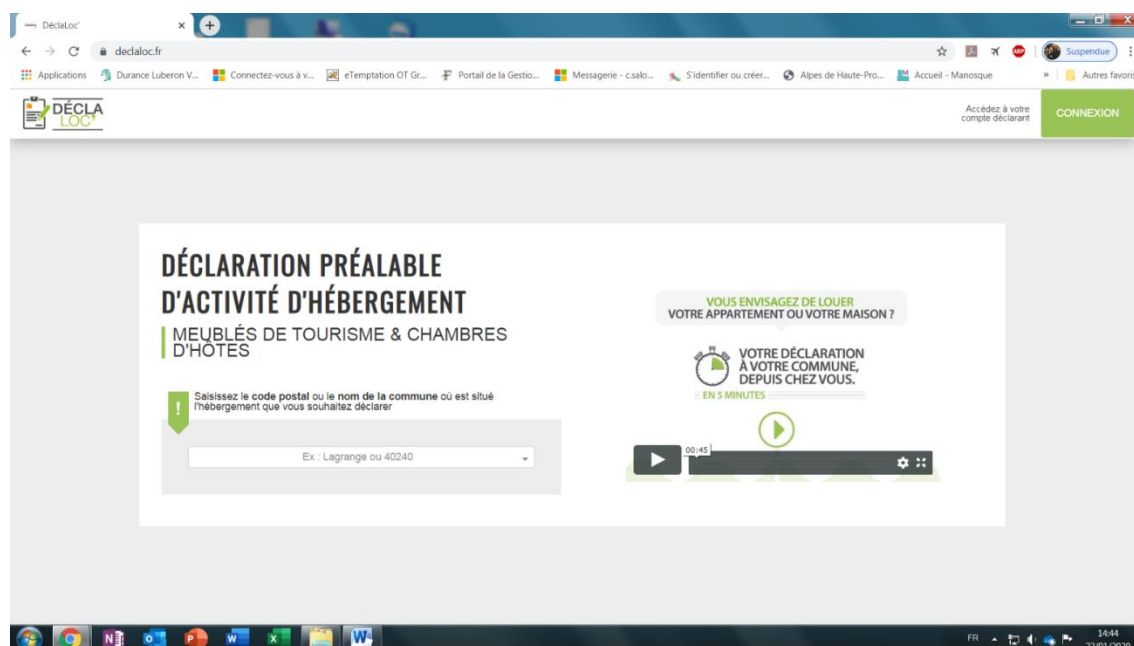 DéclaLoc'
declaloc.fr
Suspendue
Applications
Durance Luberon V...
Connectez-vous à v...
eTemptation OT Gr...
Portail de la Gestio...
Messagerie - c.salo...
S'identifier ou créer...
Alpes de Haute-Pro...
Accueil - Manosque
»
Autres favoris
DÉCLA
LOC'
Accédez à votre
compte déclarant
CONNEXION
DÉCLARATION PRÉALABLE
D'ACTIVITÉ D'HÉBERGEMENT
MEUBLÉS DE TOURISME & CHAMBRES
D'HÔTES
!
Saisissez le code postal ou le nom de la commune où est situé
l'hébergement que vous souhaitez déclarer
Ex : Lagrange ou 40240
VOUS ENVISAGEZ DE LOUER
VOTRE APPARTEMENT OU VOTRE MAISON ?
VOTRE DÉCLARATION
À VOTRE COMMUNE,
DEPUIS CHEZ VOUS.
EN 5 MINUTES
00:45
FR
14:44
22/01/2020